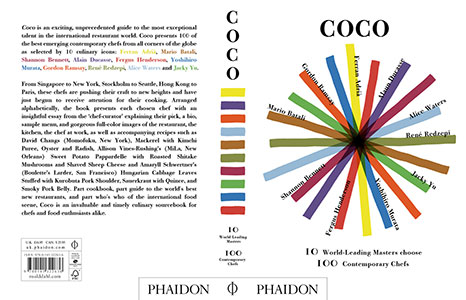 Coco is an exciting, unprecedented guide to the most exceptional
talent in the international restaurant world. Coco presents 100 of
the best emerging contemporary chefs from all corners of the globe
as selected by 10 culinary icons: Ferran Adrià, Mario Batali,
Shannon Bennett, Alain Ducasse, Fergus Henderson, Yoshihiro
Murata, Gordon Ramsay, René Redzepi, Alice Waters and Jacky Yu.
From Singapore to New York, Stockholm to Seattle, Hong Kong to
Paris, these chefs are pushing their craft to new heights and have
just begun to receive attention for their cooking. Arranged
alphabetically, the book presents each chosen chef with an
insightful essay from the 'chef-curator' explaining their pick, a bio,
sample menu, and gorgeous full-color images of the restaurant, the
kitchen, the chef at work, as well as accompanying recipes such as
David Chang's (Momofuku, New York), Mackerel with Kimchi
Puree, Oyster and Radish, Allison Vines-Rushing's (MiLa, New
Orleans) Sweet Potato Pappardelle with Roasted Shitake
Mushrooms and Shaved Sheep Cheese and Amaryll Schwertner's
(Boulette's Larder, San Francisco) Hungarian Cabbage Leaves
Stuffed with Kurobuta Pork Shoulder, Sauerkraut with Quince, and
Smoky Pork Belly. Part cookbook, part guide to the world's best
new restaurants, and part who's who of the international food
scene, Coco is an invaluable and timely culinary sourcebook for
chefs and food enthusiasts alike.
phaidon.com
COCO
10
World-Leading
Masters
100
Contemporary
Chefs
COCO
Ferran Adrià
Alain Ducasse
Alice Waters
René Redzepi
Jacky Yu
Yoshihiro Murata
Fergus Henderson
Shannon Bennett
Mario Batali
Gordon Ramsay
10 World-Leading Masters choose
100 Contemporary Chefs
PHAIDON
PHAIDON